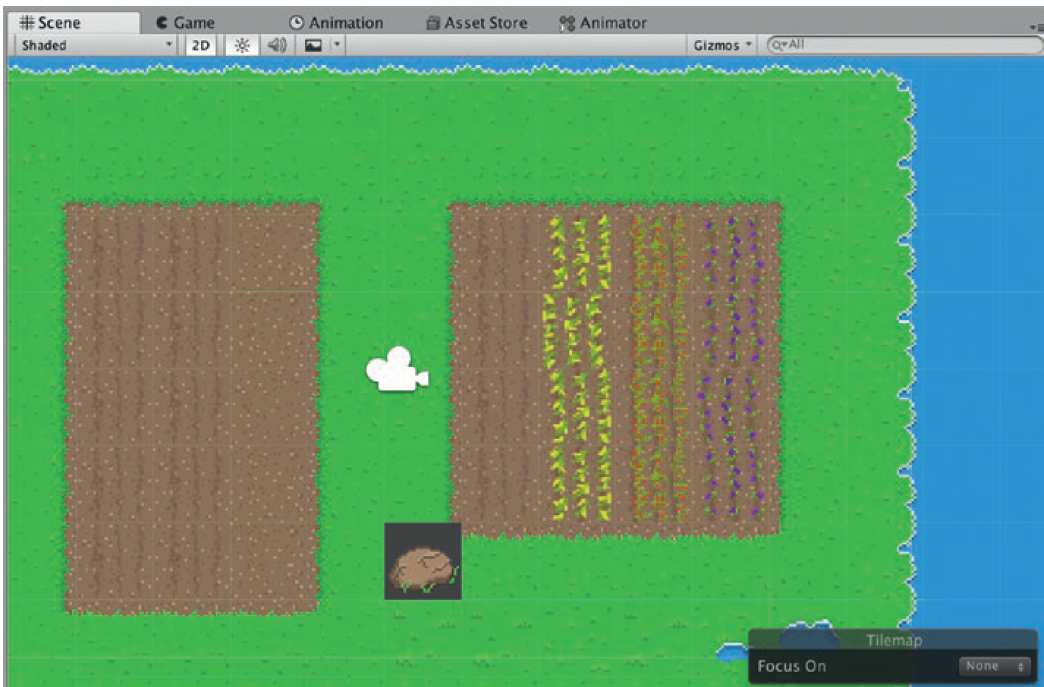 Scene Game Animation Asset Store Animator
Shaded 2D Gizmos All
Tilemap
Focus On None